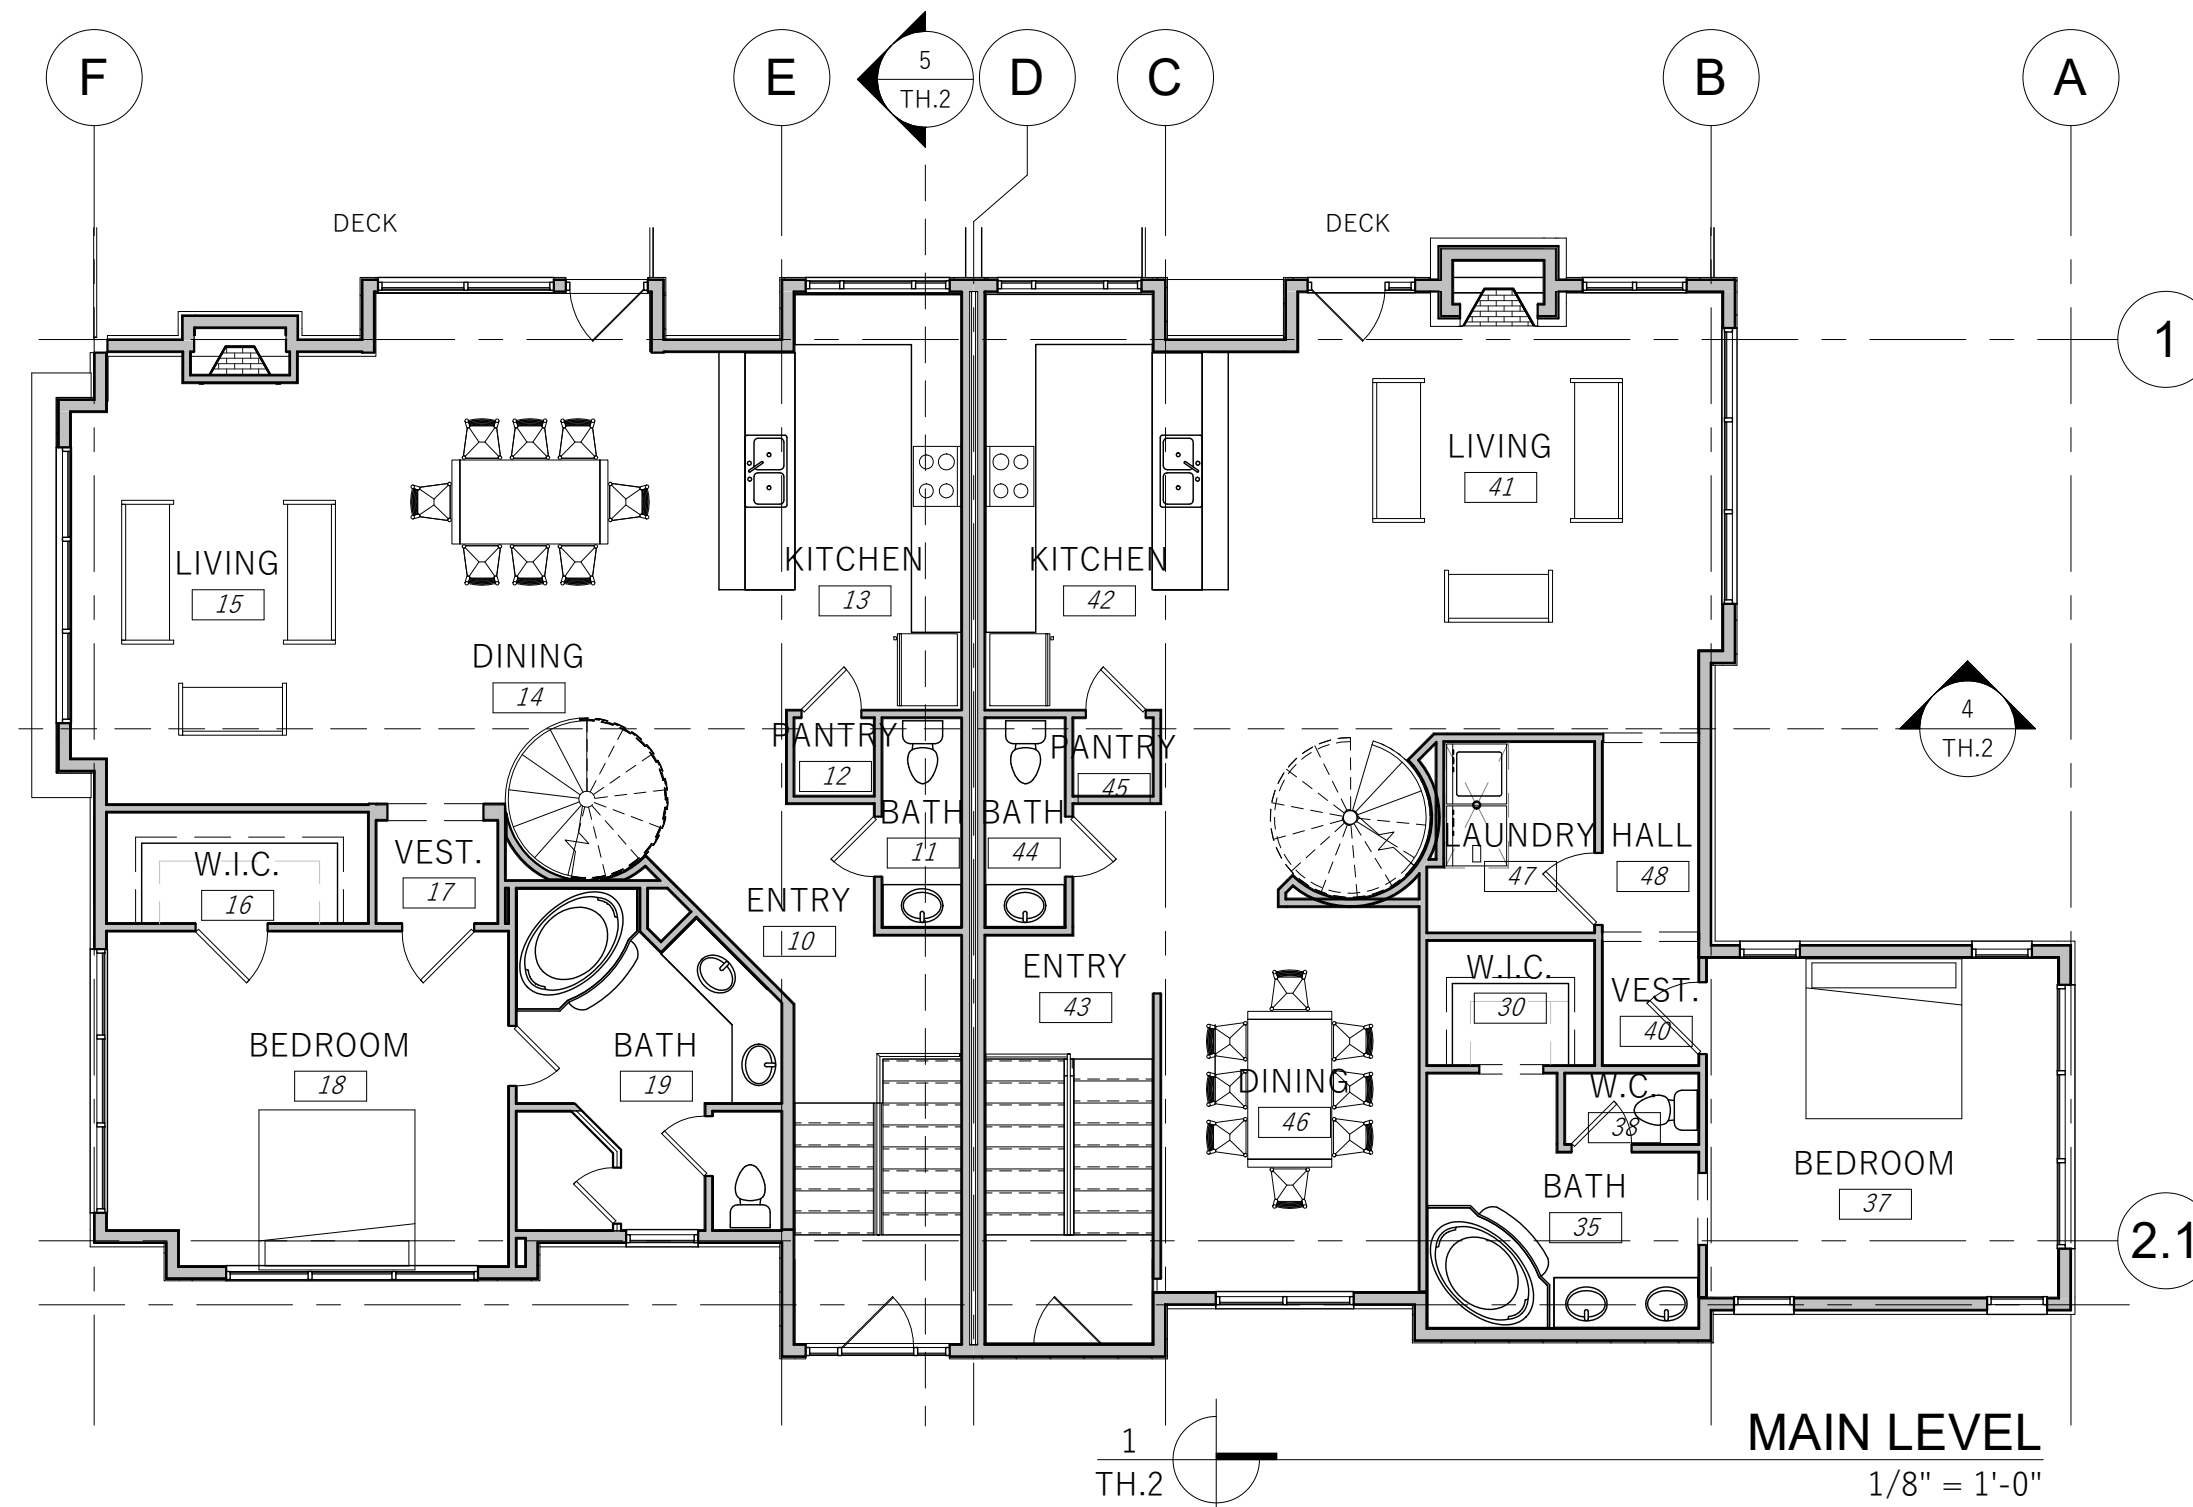 F
E
5
TH.2
D
C
B
A
DECK
DECK
1
LIVING
41
LIVING
15
KITCHEN
13
KITCHEN
42
DINING
14
4
TH.2
PANTRY
12
PANTRY
45
BATH
11
BATH
44
LAUNDRY
47
HALL
48
W.I.C.
16
VEST.
17
ENTRY
10
ENTRY
43
W.I.C.
30
VEST.
40
BEDROOM
18
BATH
19
DINING
46
W.C.
38
BEDROOM
37
BATH
35
2.1
1
TH.2
MAIN LEVEL
1/8" = 1'-0"